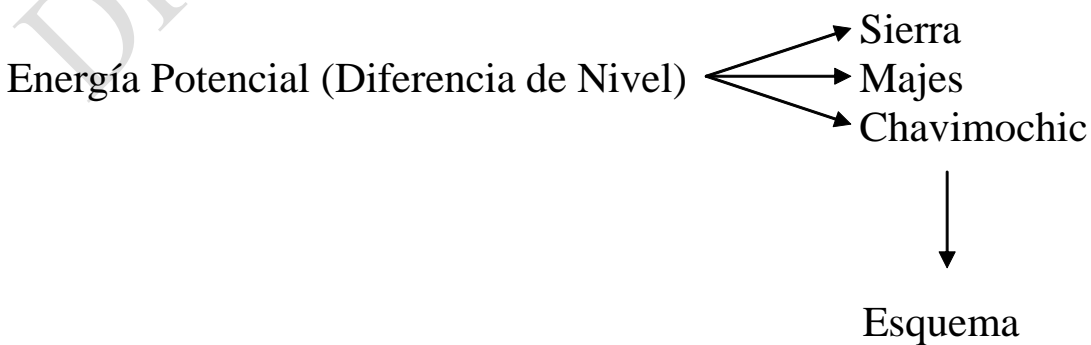 Sierra
Energía Potencial (Diferencia de Nivel) Majes
Chavimochic
Esquema